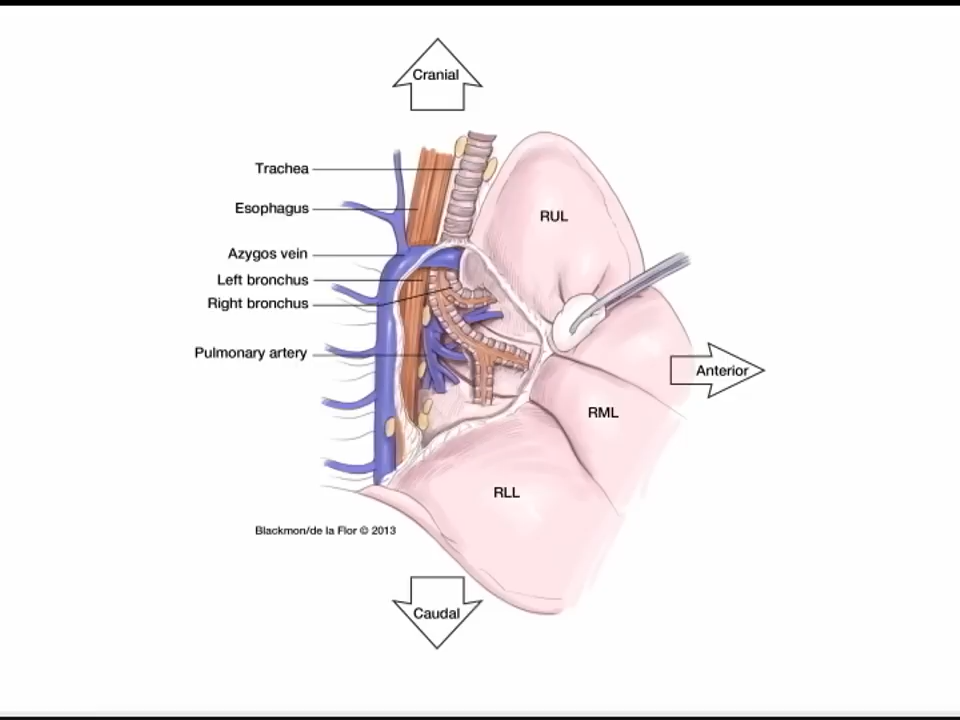 Cranial
Trachea
Esophagus
RUL
Azygos vein
Left bronchus
Right bronchus
Pulmonary artery
Anterior
RML
RLL
Blackmon/de la Flor © 2013
Caudal